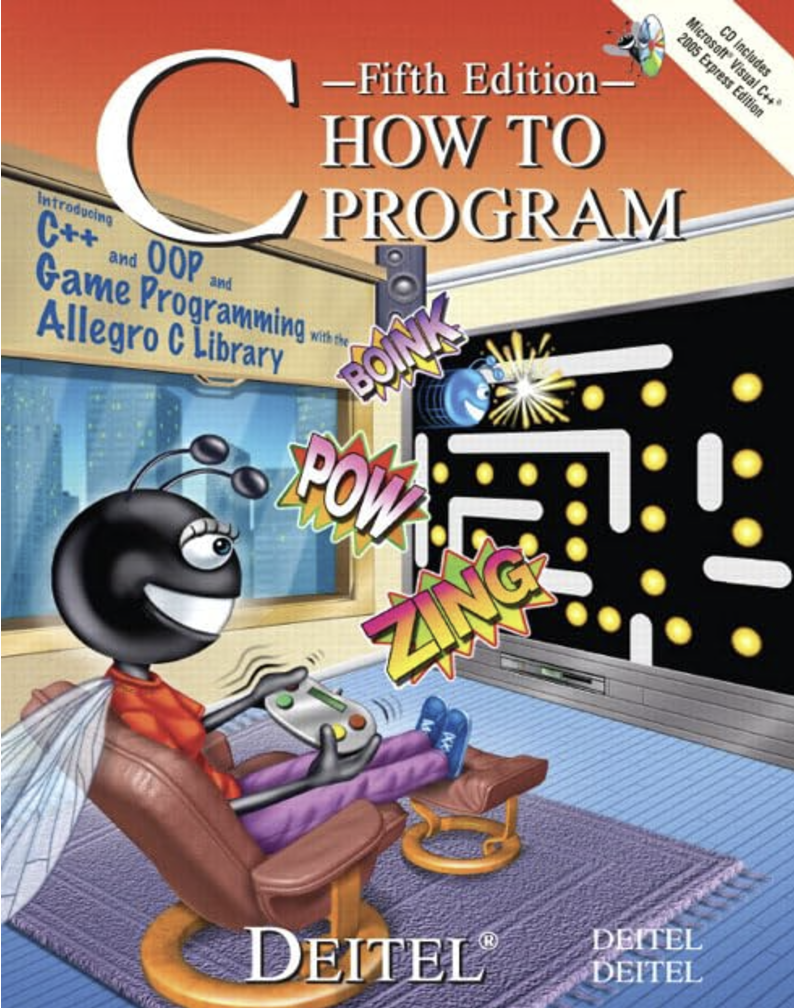 CD Includes
Microsoft® Visual C++®
2005 Express Edition
C
—Fifth Edition—
HOW TO
PROGRAM
Introducing
C++ and OOP and
Game Programming with the
Allegro C Library
BOINK
POW
ZING
DEITEL®
DEITEL
DEITEL